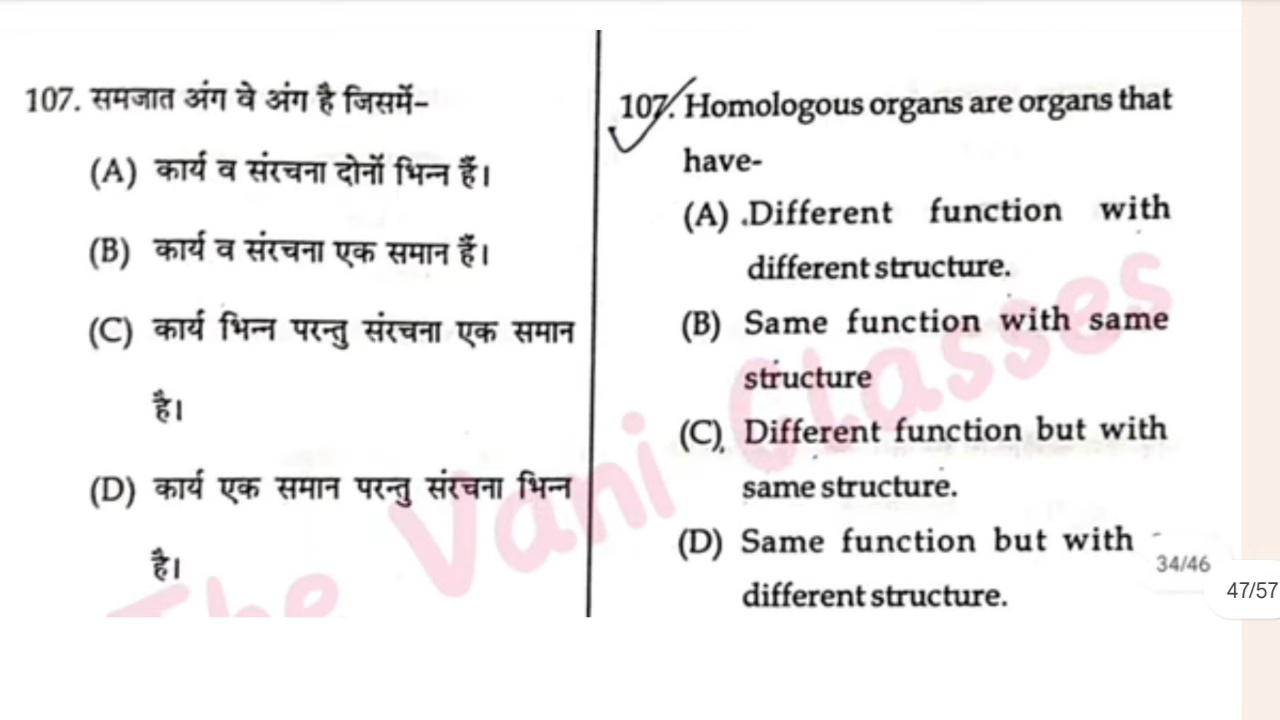 107. समजात अंग वे अंग है जिसमें-
(A) कार्य व संरचना दोनों भिन्न हैं।
(B) कार्य व संरचना एक समान हैं।
(C) कार्य भिन्न परन्तु संरचना एक समान
है।
(D) कार्य एक समान परन्तु संरचना भिन्न
है।
107. Homologous organs are organs that
have-
(A) .Different function with
different structure.
(B) Same function with same
structure
(C) Different function but with
same structure.
(D) Same function but with
different structure.
The Vani Classes
34/46
47/57